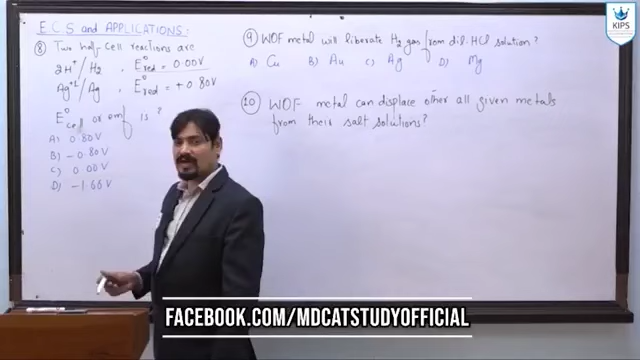 E C S and APPLICATIONS:
⑧ Two half-cell reactions are
2H⁺/H₂ , E°red = 0.00V
Ag⁺¹/Ag , E°red = +0.80V
E°cell or emf is ?
A) 0.80V
B) -0.80V
C) 0.00V
D) -1.66V
⑨ WOF metal will liberate H₂ gas from dil. HCl solution?
A) Cu B) Au C) Ag D) Mg
⑩ WOF metal can displace other all given metals
from their salt solutions?
KIPS
FACEBOOK.COM/MDCATSTUDYOFFICIAL